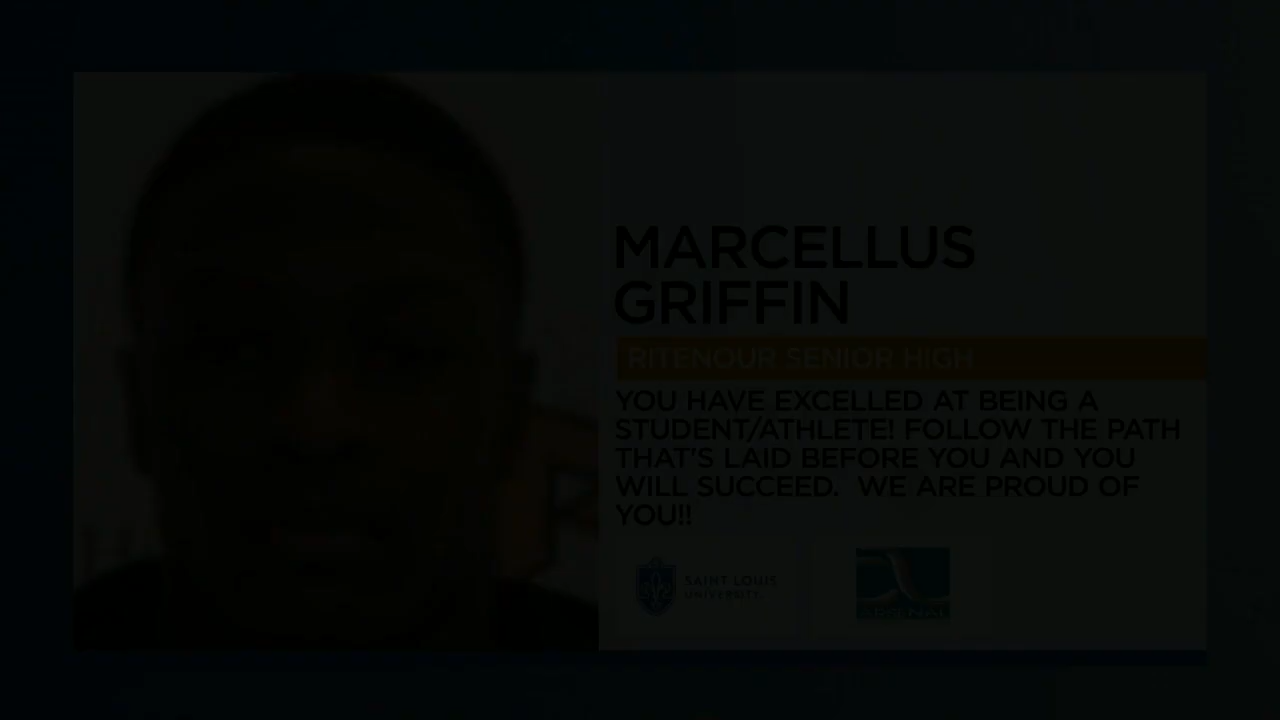 MARCELLUS
GRIFFIN
RITENOUR SENIOR HIGH
YOU HAVE EXCELLED AT BEING A
STUDENT/ATHLETE! FOLLOW THE PATH
THAT'S LAID BEFORE YOU AND YOU
WILL SUCCEED.  WE ARE PROUD OF
YOU!!
SAINT LOUIS
UNIVERSITY
ARSENAL